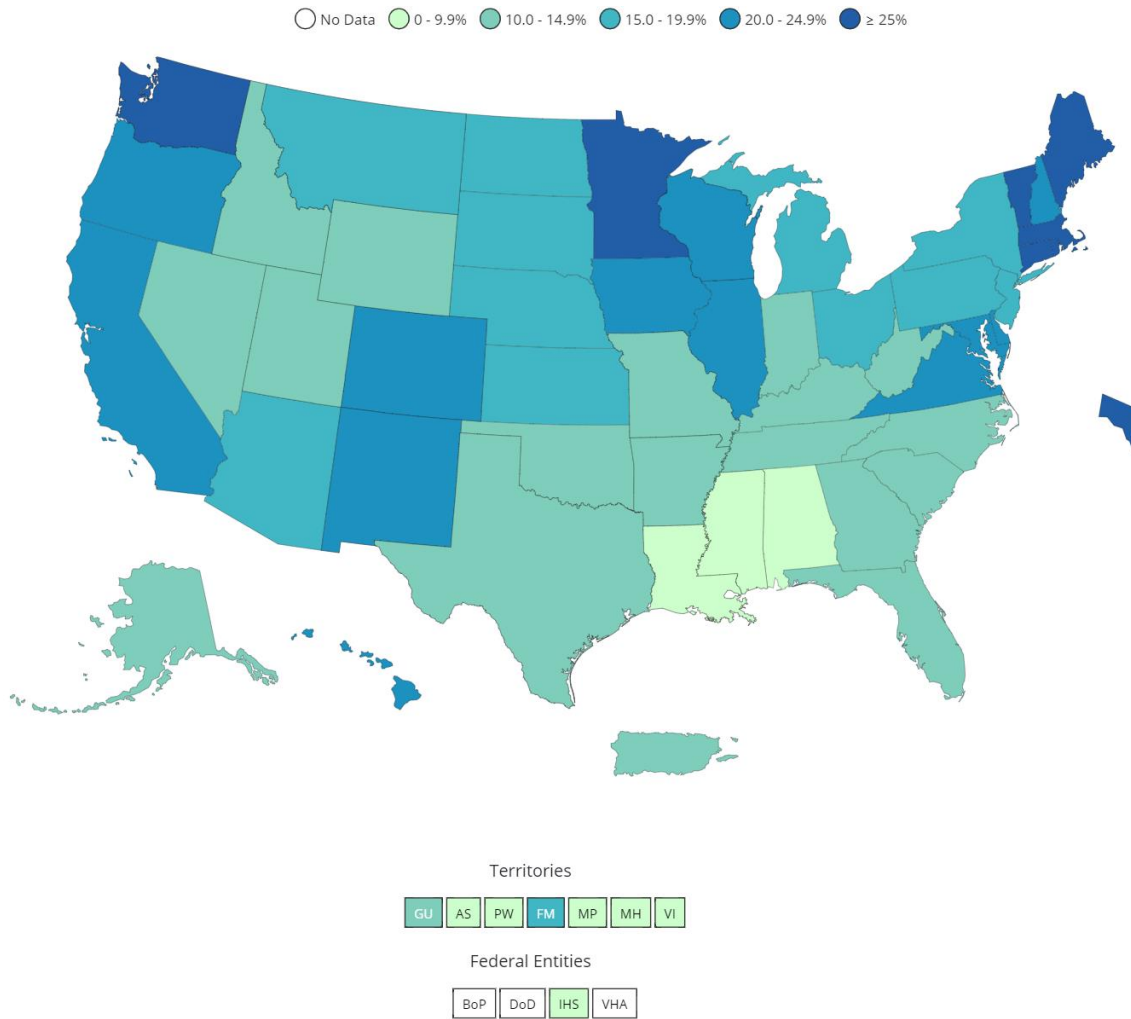 No Data 0 - 9.9% 10.0 - 14.9% 15.0 - 19.9% 20.0 - 24.9% ≥ 25%
Territories
GU AS PW FM MP MH VI
Federal Entities
BoP DoD IHS VHA